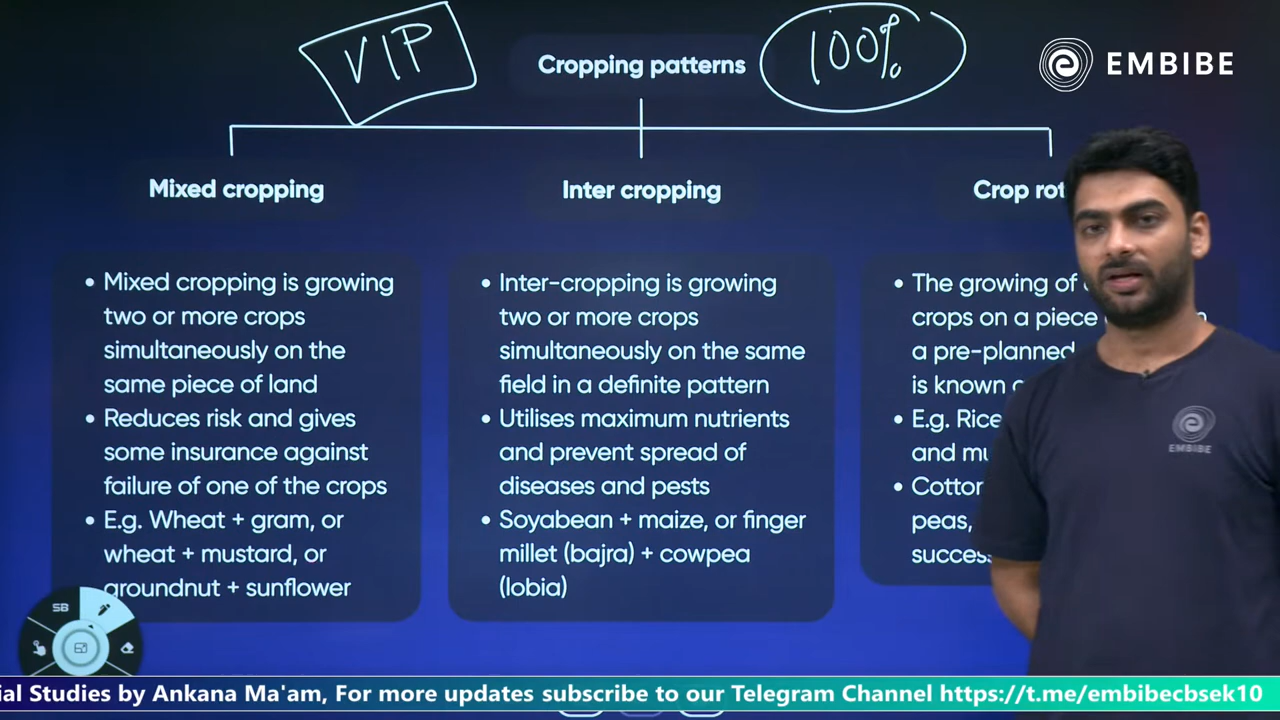 VIP
Cropping patterns
100%
EMBIBE
Mixed cropping
Inter cropping
Crop
• Mixed cropping is growing
two or more crops
simultaneously on the
same piece of land
• Reduces risk and gives
some insurance against
failure of one of the crops
• E.g. Wheat + gram, or
wheat + mustard, or
groundnut + sunflower
• Inter-cropping is growing
two or more crops
simultaneously on the same
field in a definite pattern
• Utilises maximum nutrients
and prevent spread of
diseases and pests
• Soyabean + maize, or finger
millet (bajra) + cowpea
(lobia)
• The growing of
crops on a piece
a pre-planned
is known
• E.g. Rice
and
•
peas,
EMBIBE
SB
Studies by Ankana Ma'am, For more updates subscribe to our Telegram Channel https://t.me/embibecbsek10